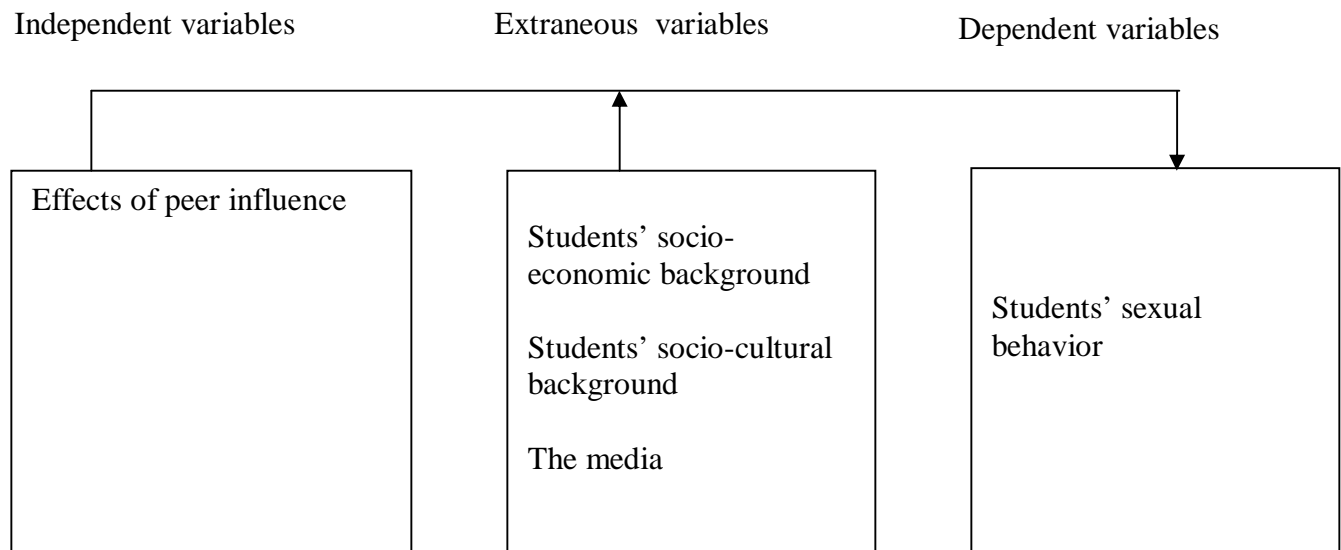 Independent variables
Extraneous variables
Dependent variables
Effects of peer influence
Students’ socio-
economic background
Students’ socio-cultural
background
The media
Students’ sexual
behavior